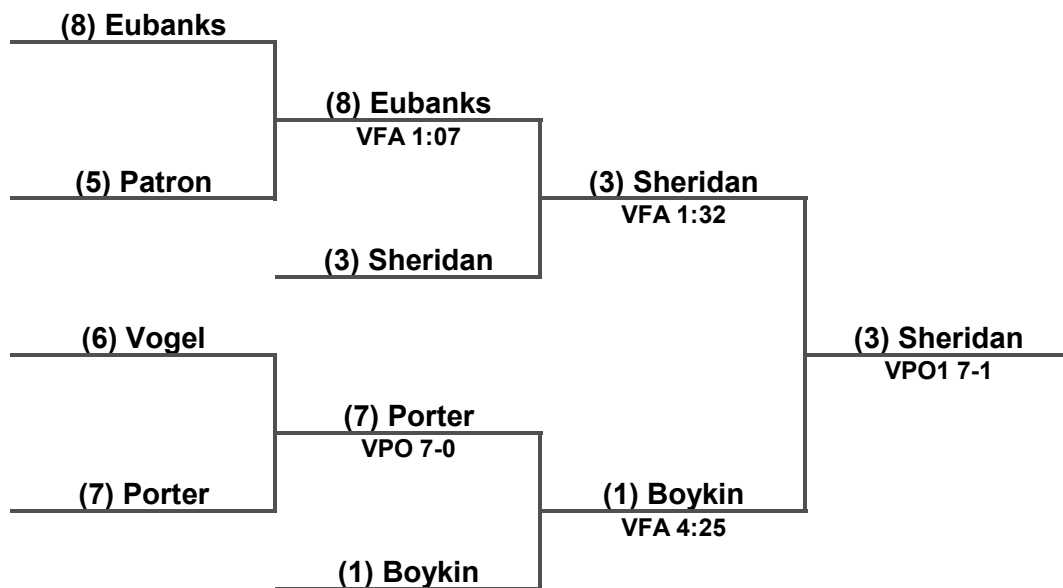 (8) Eubanks
(8) Eubanks
VFA 1:07
(5) Patron
(3) Sheridan
VFA 1:32
(3) Sheridan
(6) Vogel
(3) Sheridan
VPO1 7-1
(7) Porter
VPO 7-0
(7) Porter
(1) Boykin
VFA 4:25
(1) Boykin